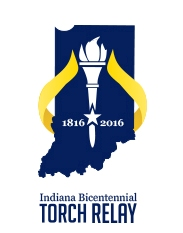 1816 2016
Indiana Bicentennial
TORCH RELAY